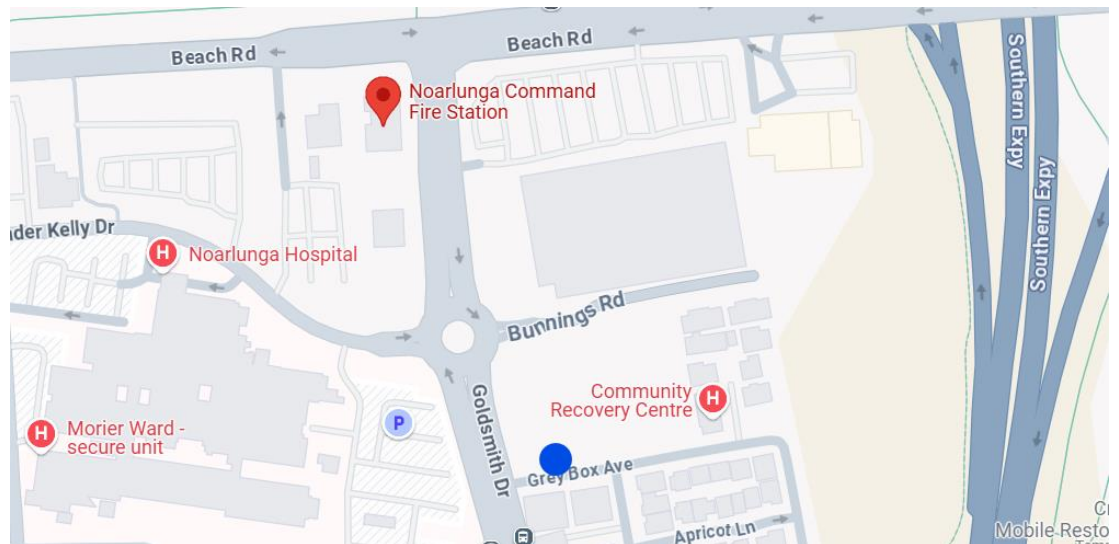 Beach Rd
Beach Rd
Noarlunga Command
Fire Station
Southern Expy
Southern Expy
ader Kelly Dr
H
Noarlunga Hospital
Bunnings Rd
Community
Recovery Centre
H
P
H
Morier Ward -
secure unit
Goldsmith Dr
Grey Box Ave
Apricot Ln
Mobile Resto